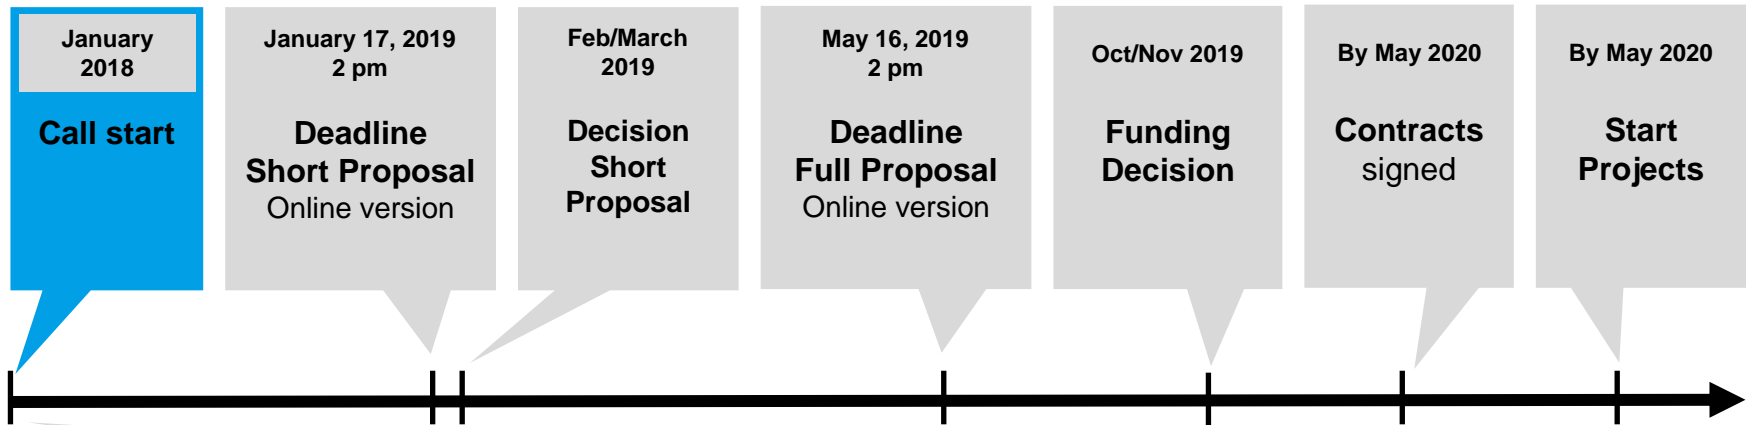 January
2018
Call start
January 17, 2019
2 pm
Deadline
Short Proposal
Online version
Feb/March
2019
Decision
Short
Proposal
May 16, 2019
2 pm
Deadline
Full Proposal
Online version
Oct/Nov 2019
Funding
Decision
By May 2020
Contracts
signed
By May 2020
Start
Projects